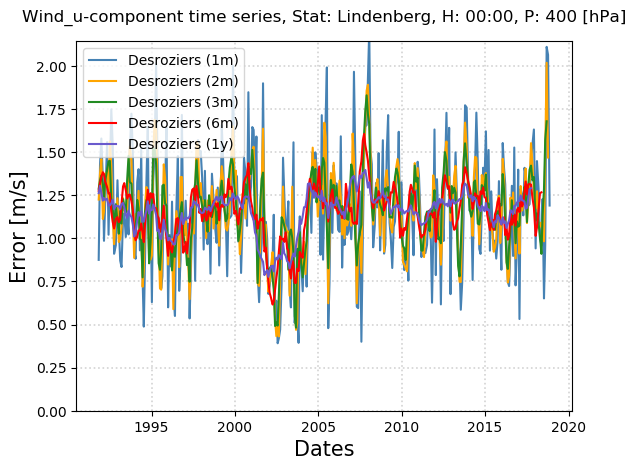 Wind_u-component time series, Stat: Lindenberg, H: 00:00, P: 400 [hPa]
2.00
1.75
1.50
1.25
1.00
0.75
0.50
0.25
0.00
Error [m/s]
Desroziers (1m)
Desroziers (2m)
Desroziers (3m)
Desroziers (6m)
Desroziers (1y)
1995 2000 2005 2010 2015 2020
Dates